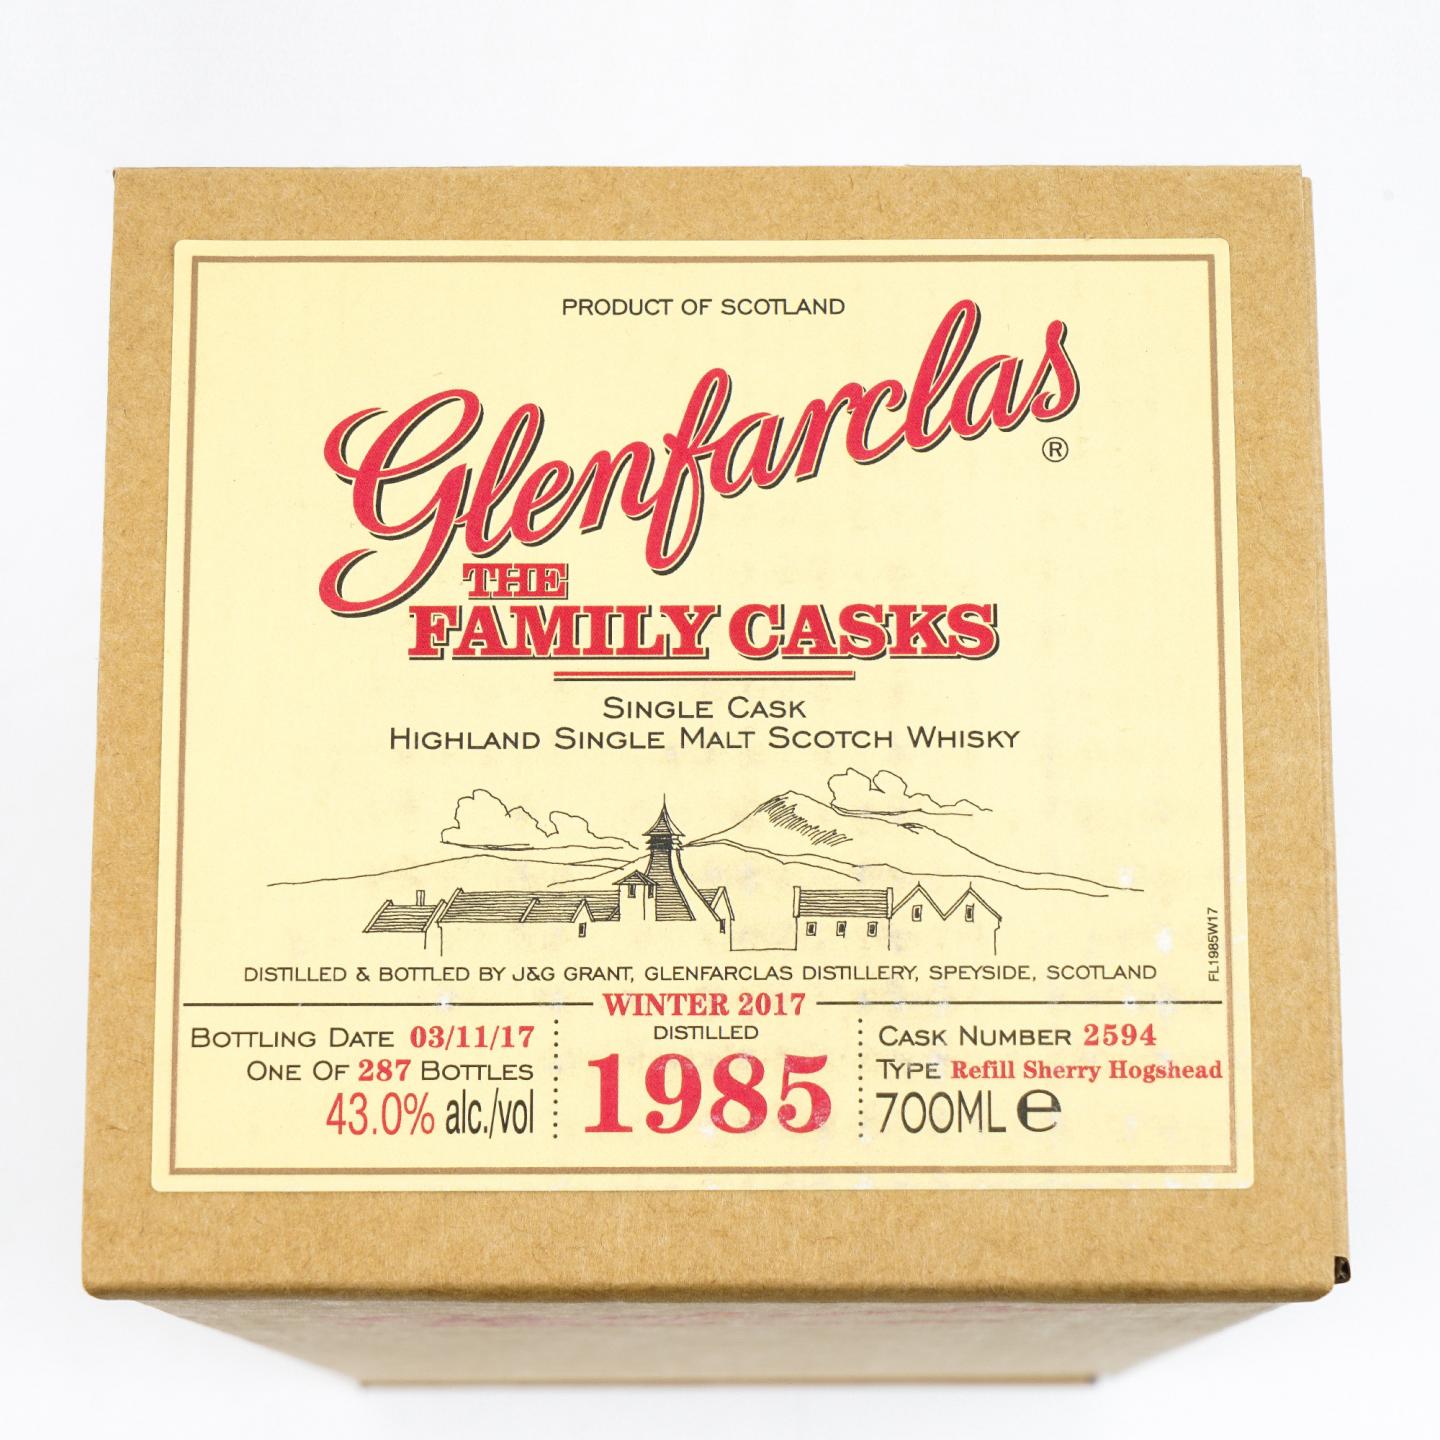 PRODUCT OF SCOTLAND
Glenfarclas
®
THE
FAMILY CASKS
SINGLE CASK
HIGHLAND SINGLE MALT SCOTCH WHISKY
FL1985W17
DISTILLED & BOTTLED BY J&G GRANT, GLENFARCLAS DISTILLERY, SPEYSIDE, SCOTLAND
WINTER 2017
BOTTLING DATE 03/11/17
ONE OF 287 BOTTLES
43.0% alc./vol
DISTILLED
1985
CASK NUMBER 2594
TYPE Refill Sherry Hogshead
700ML ℮